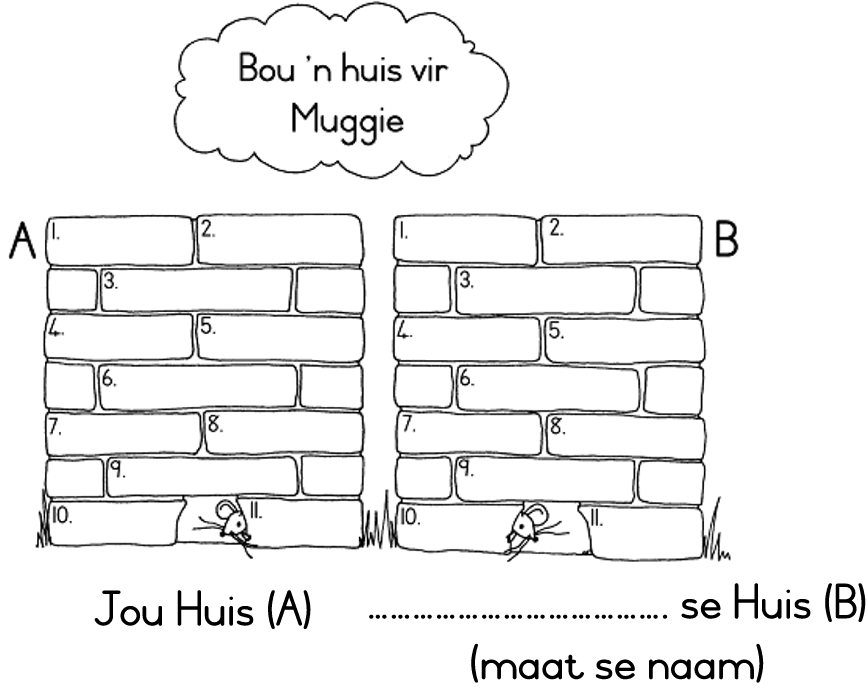 Bou 'n huis vir
Muggie
A
1. 2.
3.
4. 5.
6.
7. 8.
9.
10. 11.
B
1. 2.
3.
4. 5.
6.
7. 8.
9.
10. 11.
Jou Huis (A)
........................................ se Huis (B)
(maat se naam)